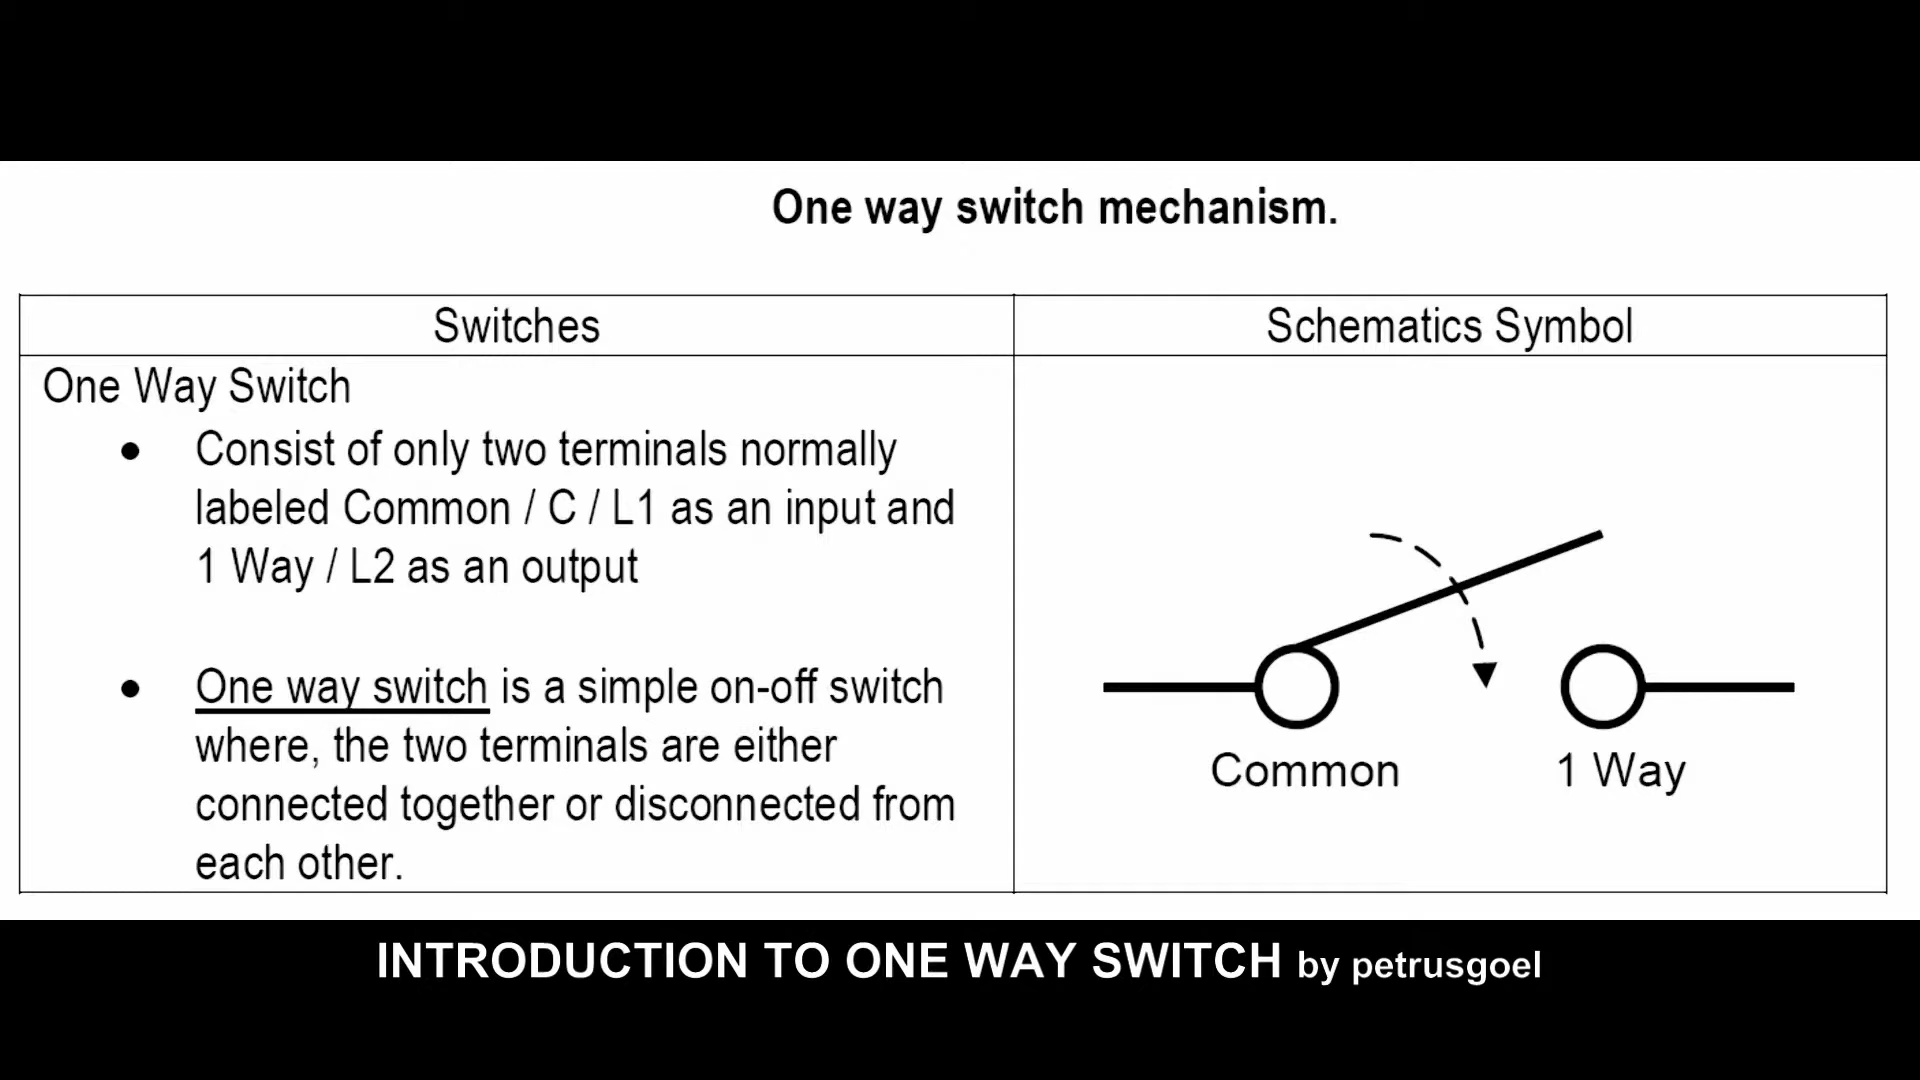 One way switch mechanism.
Switches
Schematics Symbol
One Way Switch
• Consist of only two terminals normally
labeled Common / C / L1 as an input and
1 Way / L2 as an output
• One way switch is a simple on-off switch
where, the two terminals are either
connected together or disconnected from
each other.
Common
1 Way
INTRODUCTION TO ONE WAY SWITCH by petrusgoel